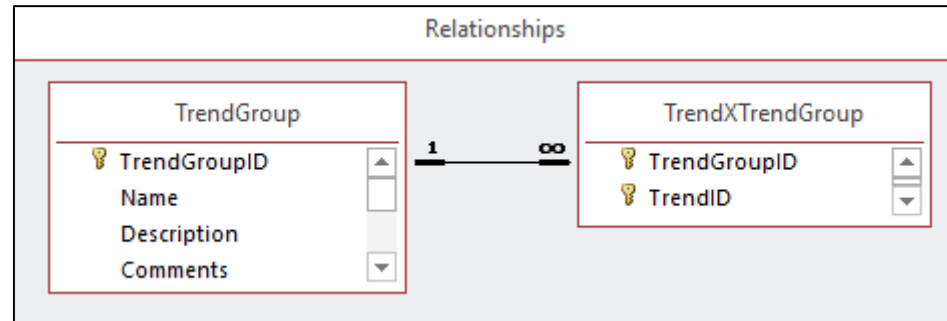 Relationships
TrendGroup
TrendGroupID
Name
Description
Comments
1 ∞
TrendXTrendGroup
TrendGroupID
TrendID